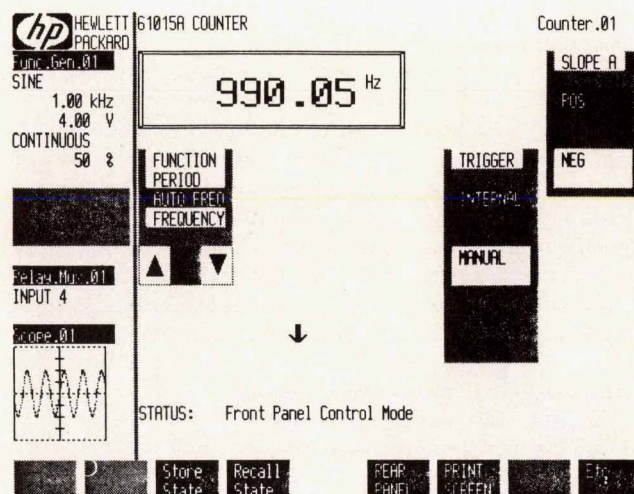 hp HEWLETT
PACKARD
61015A COUNTER
Counter.01
Func.Gen.01
SINE
1.00 kHz
4.00 V
CONTINUOUS
50 %
Relay.Mux.01
INPUT 4
Scope.01
990.05 Hz
FUNCTION
PERIOD
AUTO FREQ
FREQUENCY
TRIGGER
INTERNAL
MANUAL
SLOPE A
POS
NEG
STATUS: Front Panel Control Mode
Store
State
Recall
State
REAR
PANEL
PRINT
SCREEN
Etc